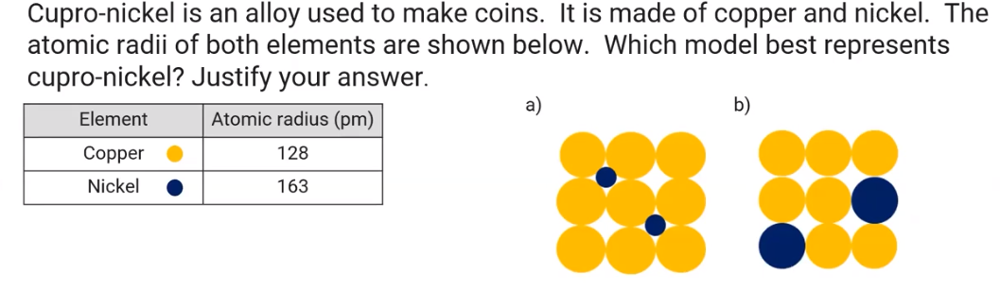 Cupro-nickel is an alloy used to make coins. It is made of copper and nickel. The
atomic radii of both elements are shown below. Which model best represents
cupro-nickel? Justify your answer.
Element Atomic radius (pm)
Copper 128
Nickel 163
a)
b)